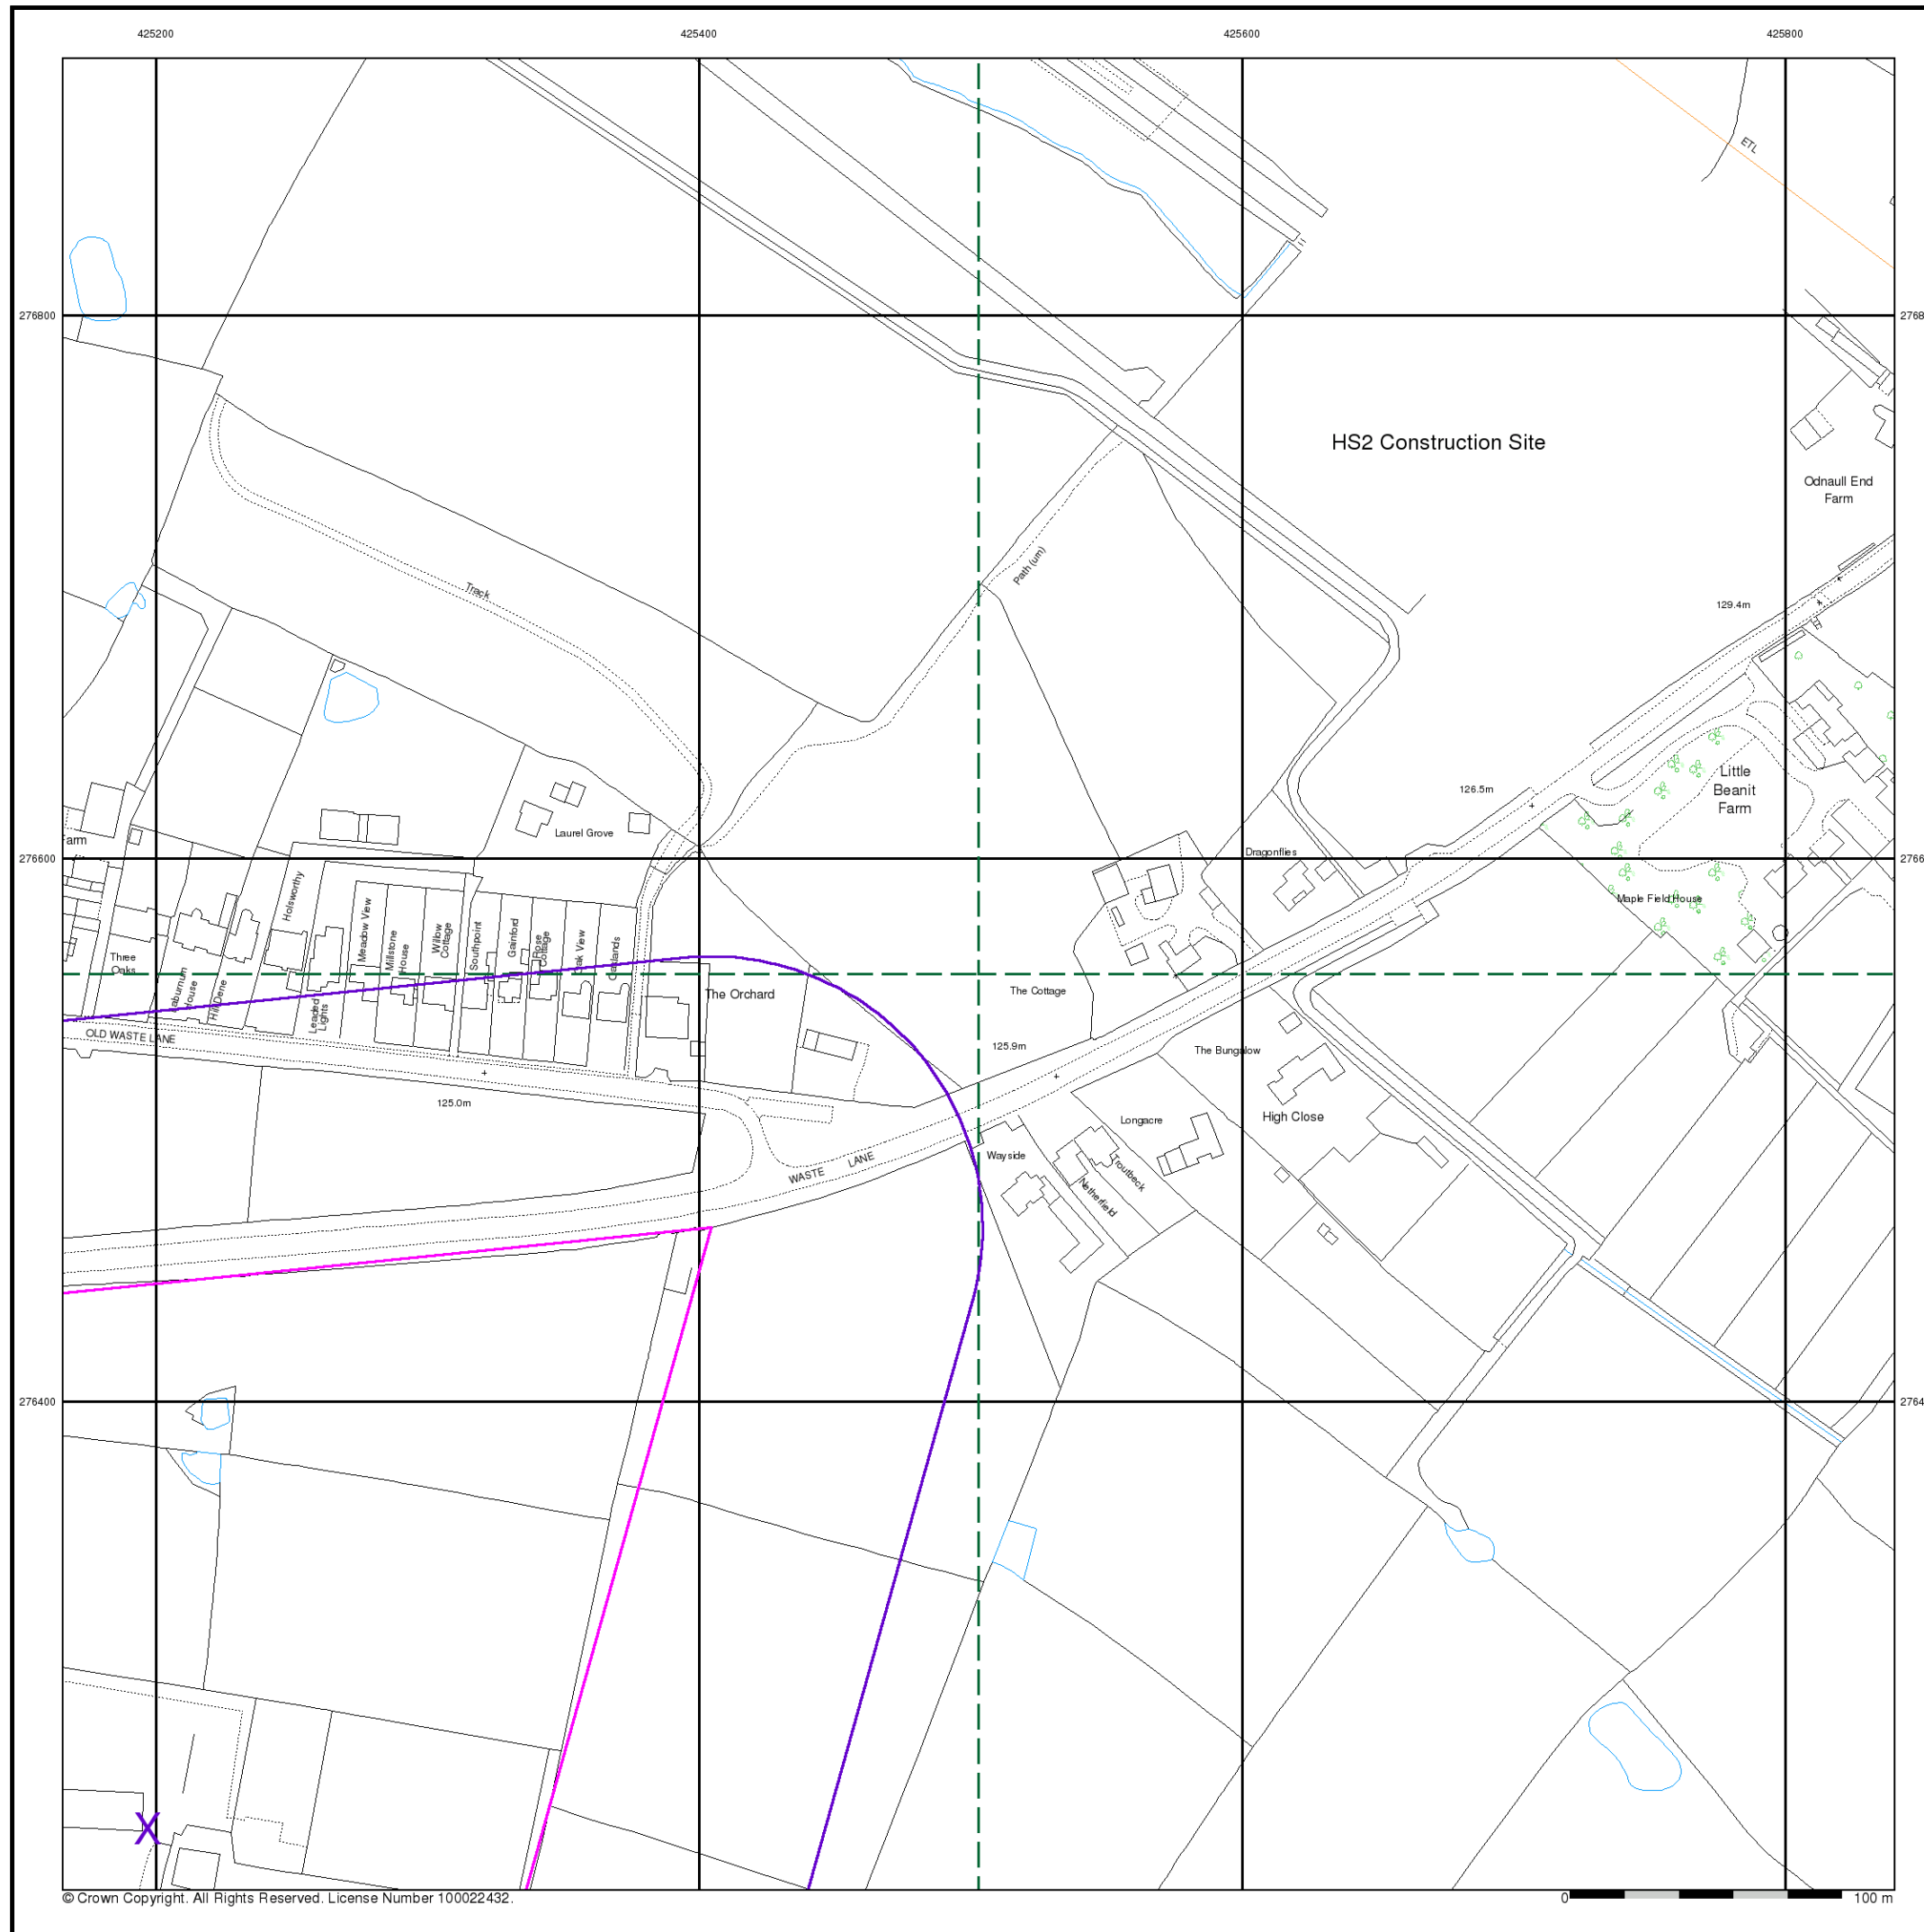 425200 425400 425600 425800
ETL
276800
HS2 Construction Site
Odnaull End
Farm
Path (um)
Track
129.4m
126.5m
Little
Beanit
Farm
Laurel Grove
arm
276600
Dragonflies
Maple Field House
Holsworthy
Meadow View
Millstone
House
Willow
Cottage
Southpoint
Gainford
Rose
Cottage
Oak View
Oaklands
Three
Oaks
aburnum
House
Hill Dene
Leaded
Lights
The Orchard
The Cottage
OLD WASTE LANE
125.9m
The Bungalow
125.0m
Longacre
High Close
WASTE LANE
Wayside
Troutbeck
Netherfield
276400
X
© Crown Copyright. All Rights Reserved. License Number 100022432.
0 100 m